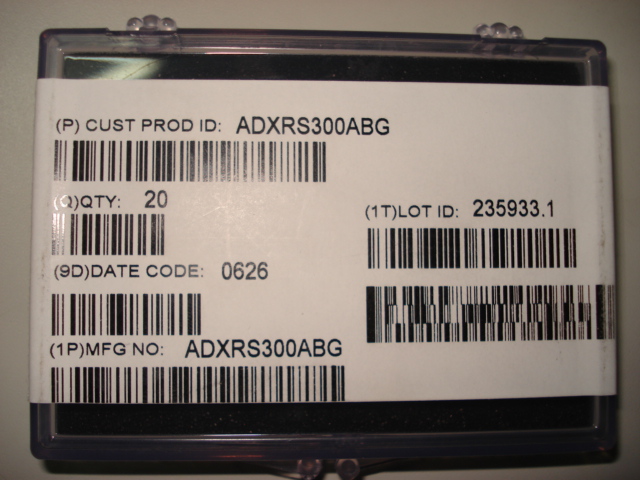 (P) CUST PROD ID: ADXRS300ABG
(Q)QTY: 20
(1T)LOT ID: 235933.1
(9D)DATE CODE: 0626
(1P)MFG NO: ADXRS300ABG